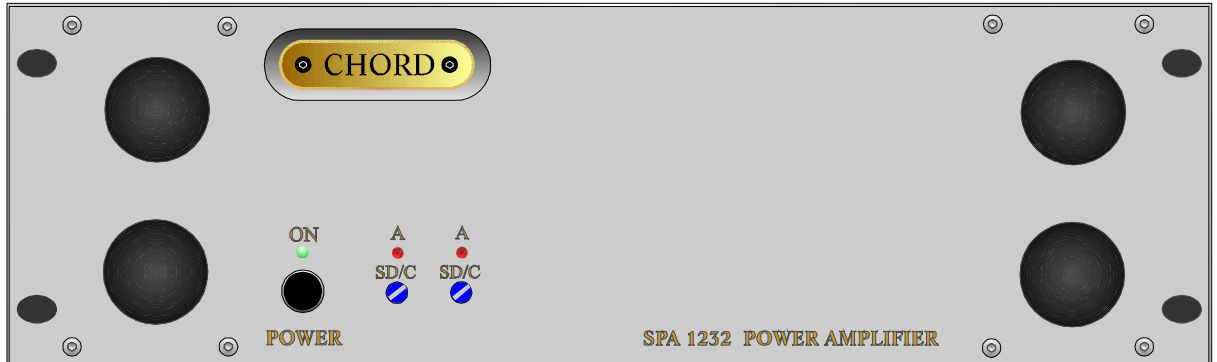 CHORD
ON
A
A
SD/C
SD/C
POWER
SPA 1232 POWER AMPLIFIER